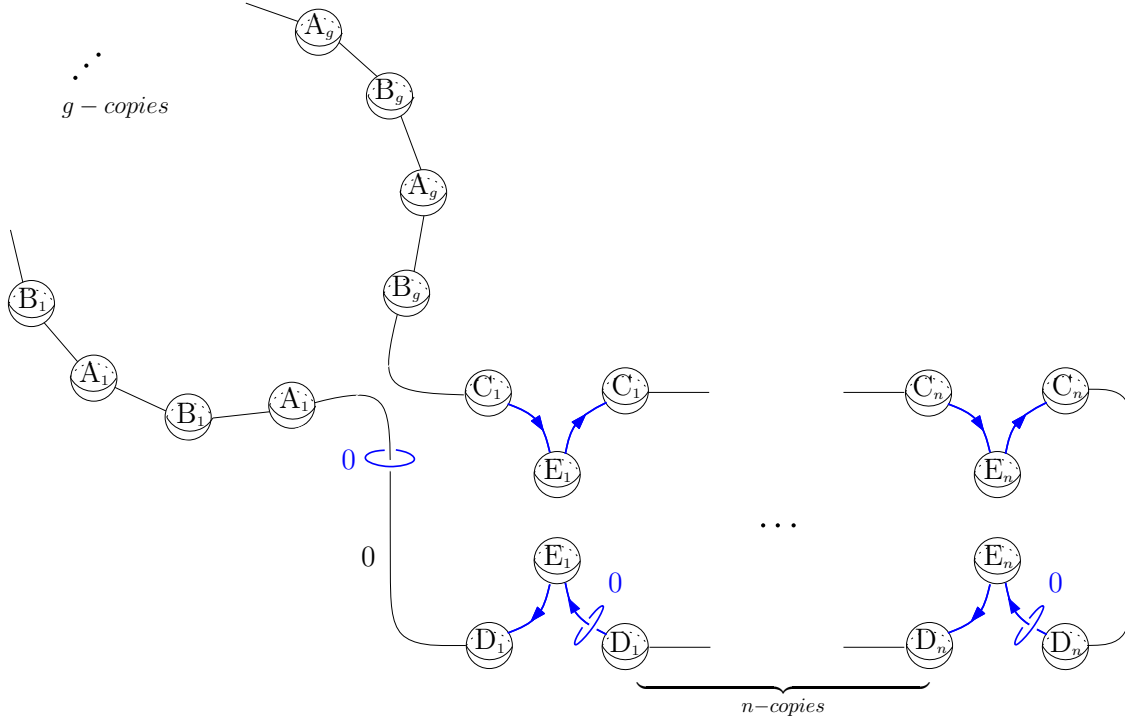 A_g
g − copies
B_g
A_g
B_g
B_1
A_1
B_1
A_1
C_1 C_1 C_n C_n
0
E_1 E_n
...
0
E_1 E_n
0 0
D_1 D_1 D_n D_n
n−copies